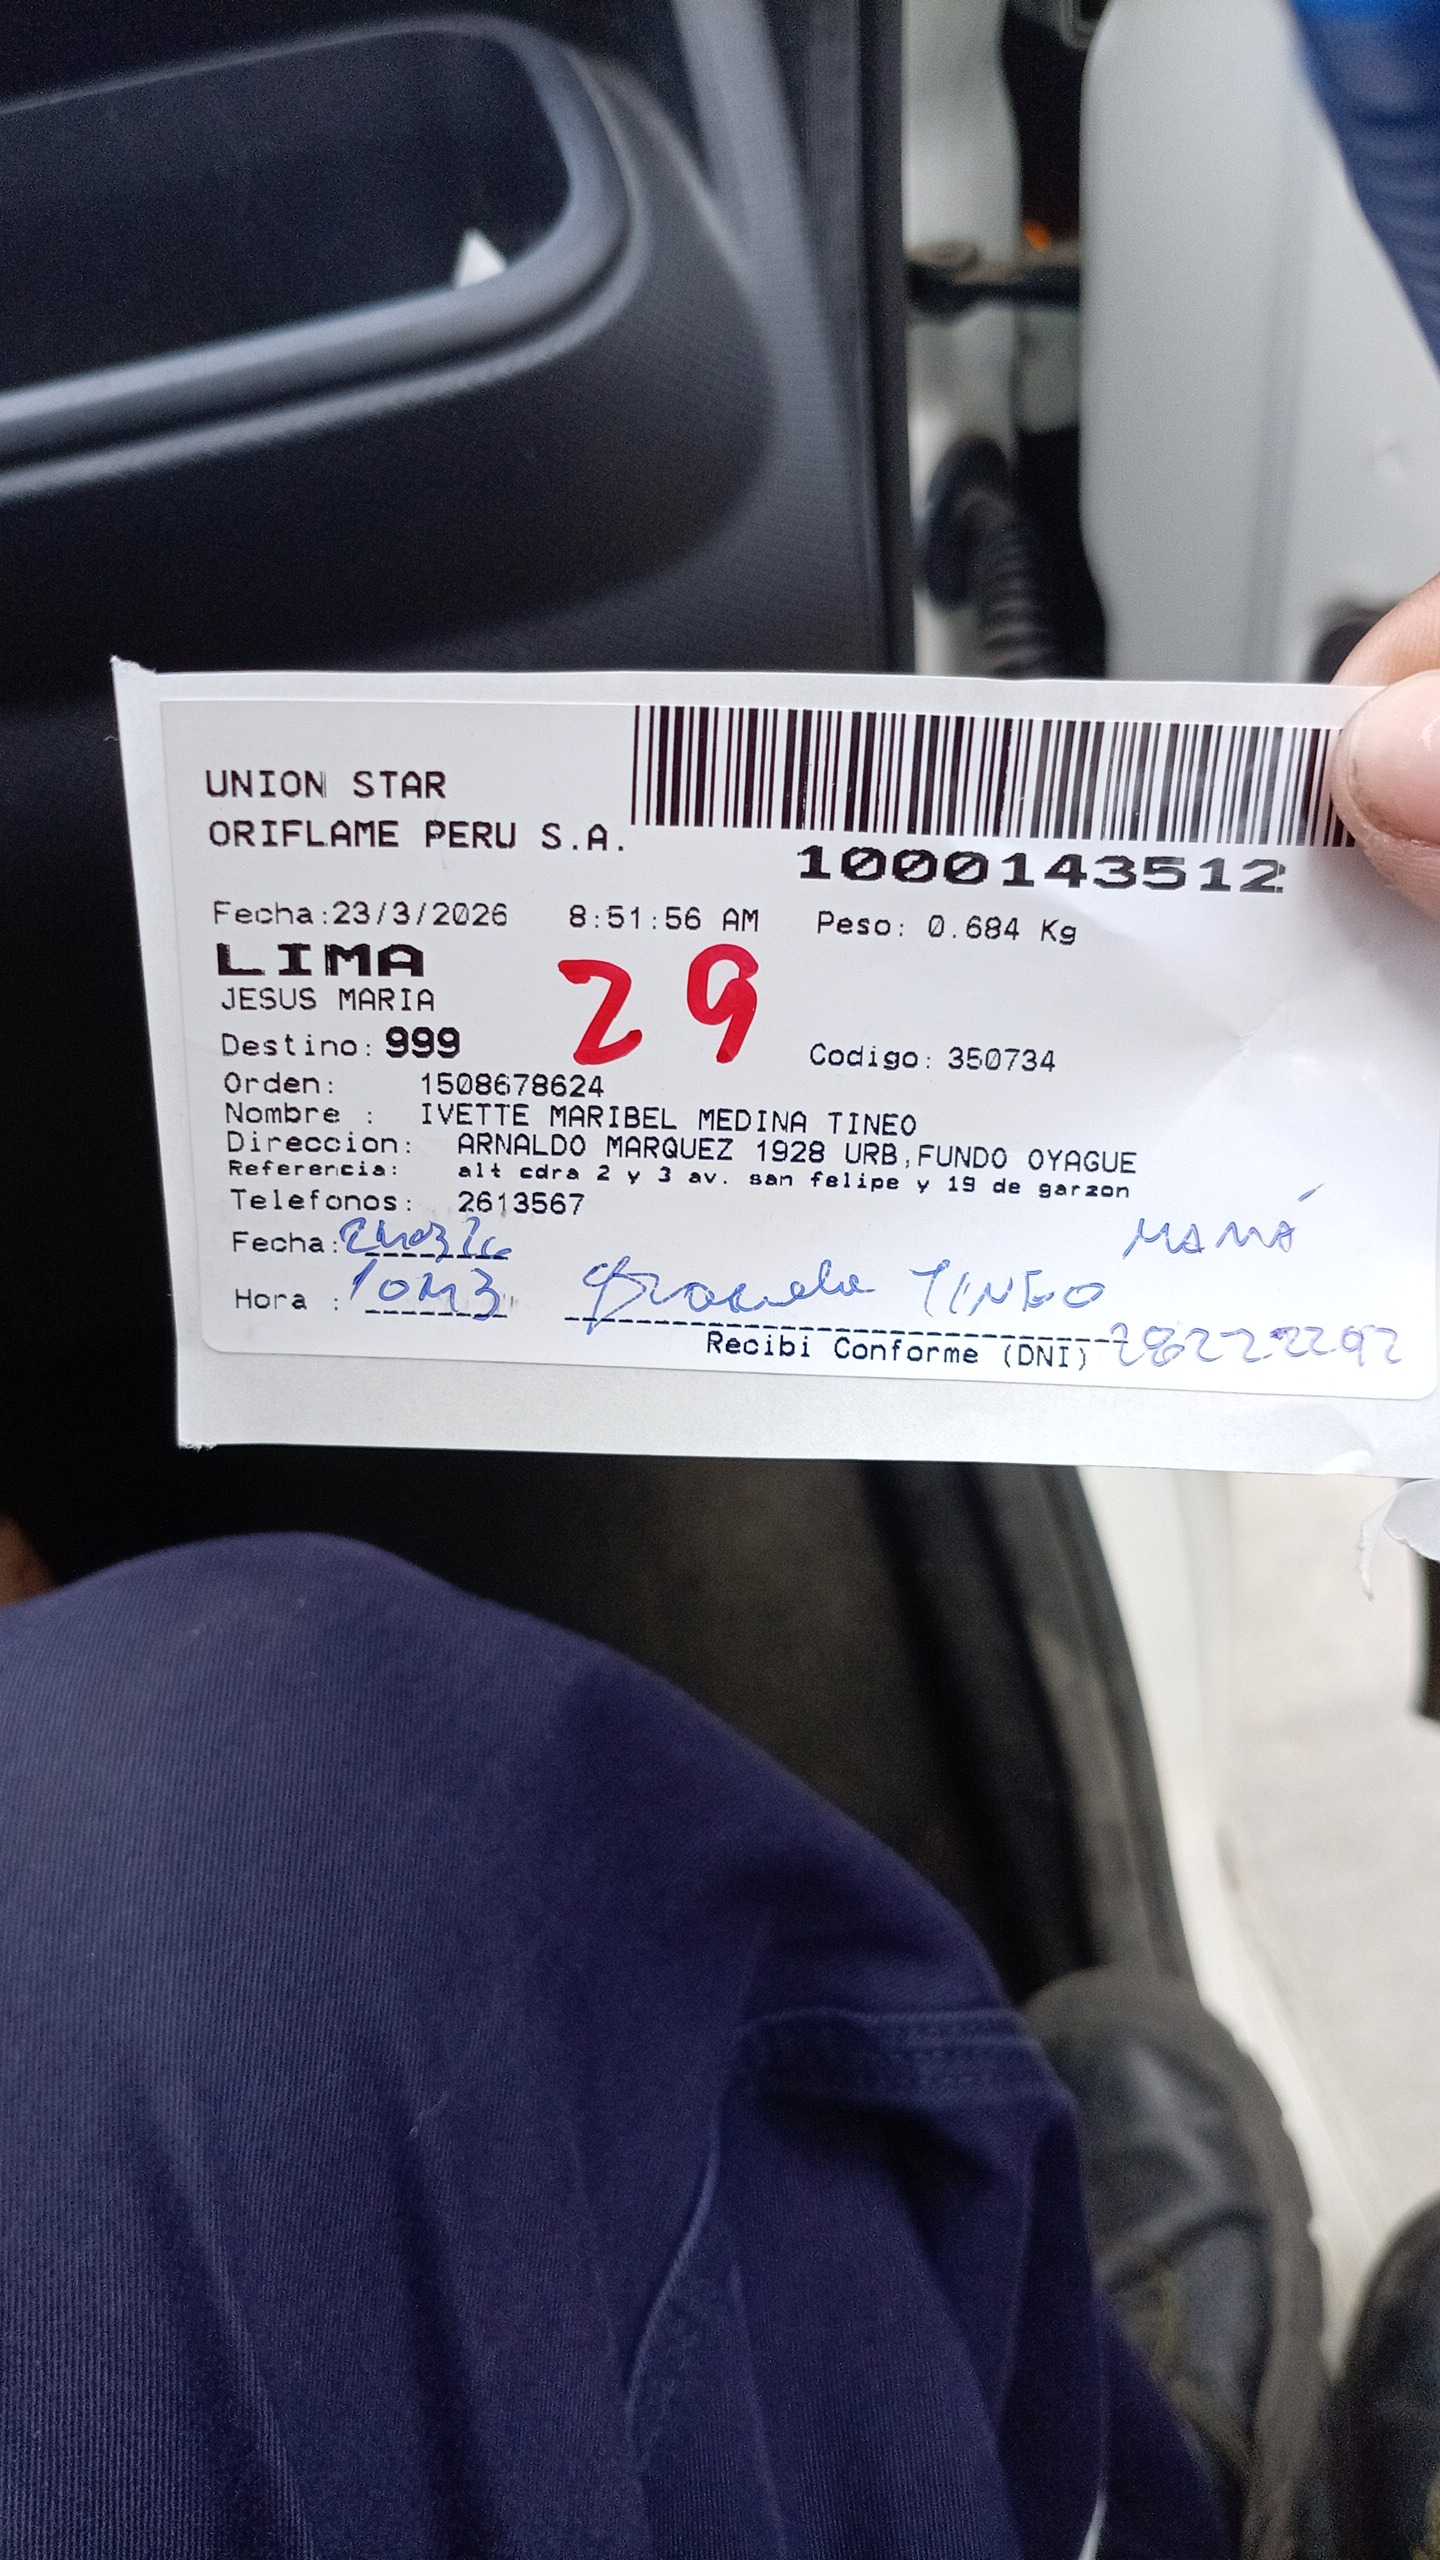 UNION STAR
ORIFLAME PERU S.A.
1000143512
Fecha:23/3/2026 8:51:56 AM Peso: 0.684 Kg
LIMA
29
JESUS MARIA
Destino: 999 Codigo: 350734
Orden: 1508678624
Nombre : IVETTE MARIBEL MEDINA TINEO
Direccion: ARNALDO MARQUEZ 1928 URB,FUNDO OYAGUE
Referencia: alt cdra 2 y 3 av. san felipe y 19 de garzon
Telefonos: 2613567
Fecha: MAMÁ
Hora : TINEO
Recibi Conforme (DNI) 28222292